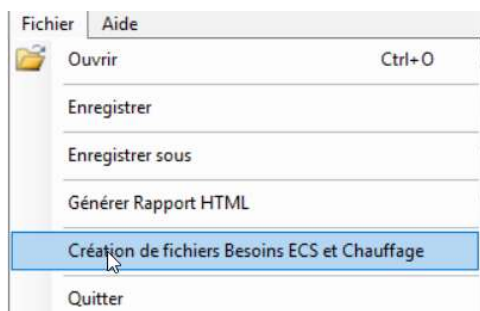 Fichier Aide
Ouvrir Ctrl+O
Enregistrer
Enregistrer sous
Générer Rapport HTML
Création de fichiers Besoins ECS et Chauffage
Quitter